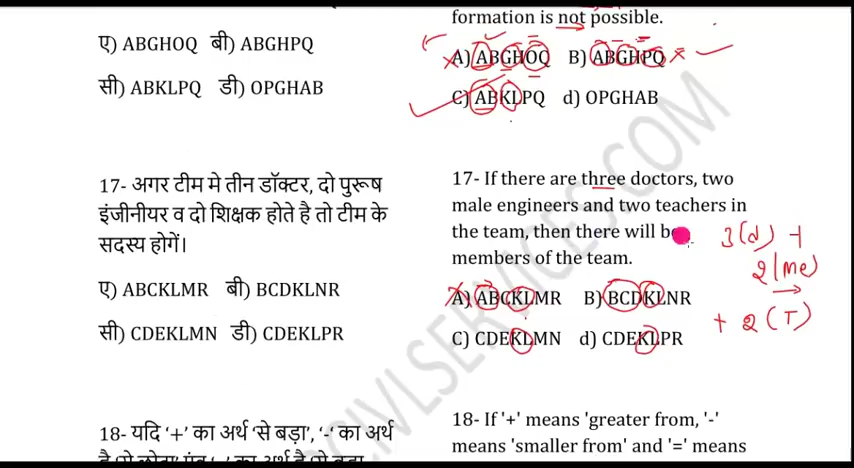 ए) ABGHOQ बी) ABGHPQ
सी) ABKLPQ डी) OPGHAB
17- अगर टीम मे तीन डॉक्टर, दो पुरूष
इंजीनीयर व दो शिक्षक होते है तो टीम के
सदस्य होगें।
ए) ABCKLMR बी) BCDKLNR
सी) CDEKLMN डी) CDEKLPR
18- यदि ‘+’ का अर्थ ‘से बड़ा’, ‘-‘ का अर्थ
formation is not possible.
A) ABGHOQ B) ABGHPQ
C) ABKLPQ d) OPGHAB
17- If there are three doctors, two
male engineers and two teachers in
the team, then there will be
members of the team.
A) ABCKLMR B) BCDKLNR
C) CDEKLMN d) CDEKLPR
18- If '+' means 'greater from, '-'
means 'smaller from' and '=' means
3(d) -1
2(Me)
+ 2 (T)